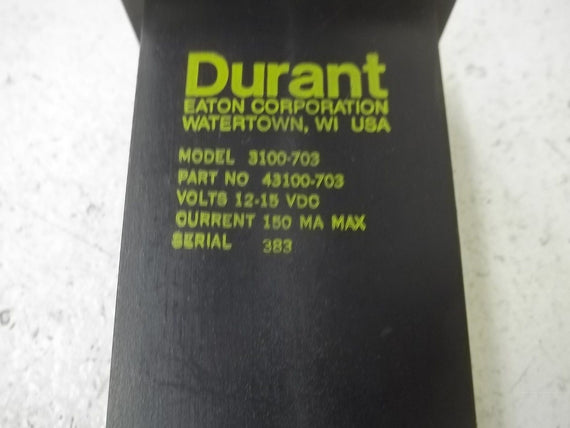 Durant
EATON CORPORATION
WATERTOWN, WI USA
MODEL 3100-703
PART NO 43100-703
VOLTS 12-15 VDC
CURRENT 150 MA MAX
SERIAL 383